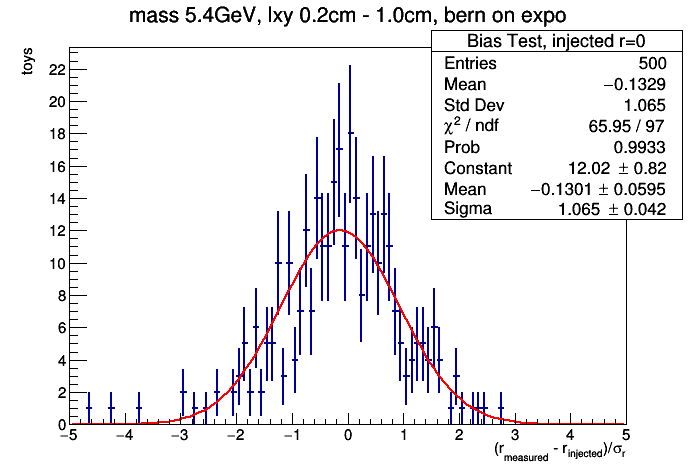 mass 5.4GeV, lxy 0.2cm - 1.0cm, bern on expo
toys
Bias Test, injected r=0
Entries 500
Mean −0.1329
Std Dev 1.065
χ² / ndf 65.95 / 97
Prob 0.9933
Constant 12.02 ± 0.82
Mean −0.1301 ± 0.0595
Sigma 1.065 ± 0.042
22
20
18
16
14
12
10
8
6
4
2
0
−5 −4 −3 −2 −1 0 1 2 3 4 5
(r_measured - r_injected)/σ_r